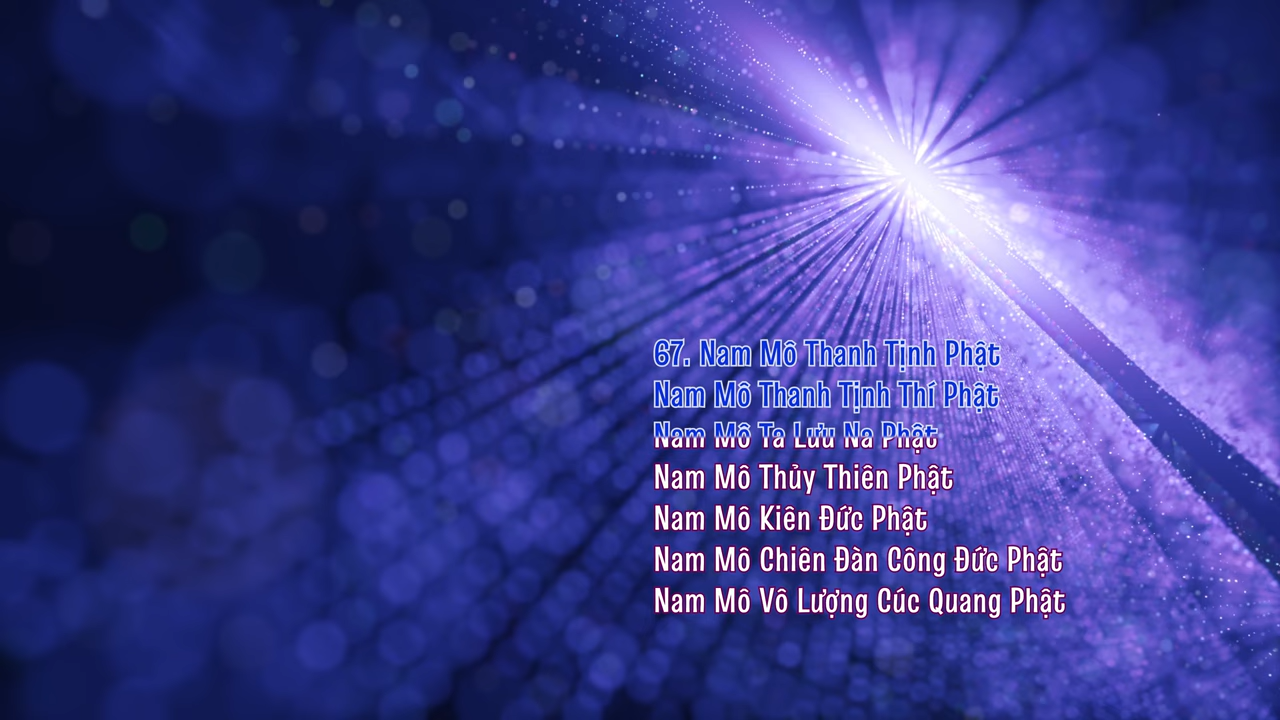 67. Nam Mô Thanh Tịnh Phật
Nam Mô Thanh Tịnh Thí Phật
Nam Mô Ta Lưu Na Phật
Nam Mô Thủy Thiên Phật
Nam Mô Kiên Đức Phật
Nam Mô Chiên Đàn Công Đức Phật
Nam Mô Vô Lượng Cúc Quang Phật